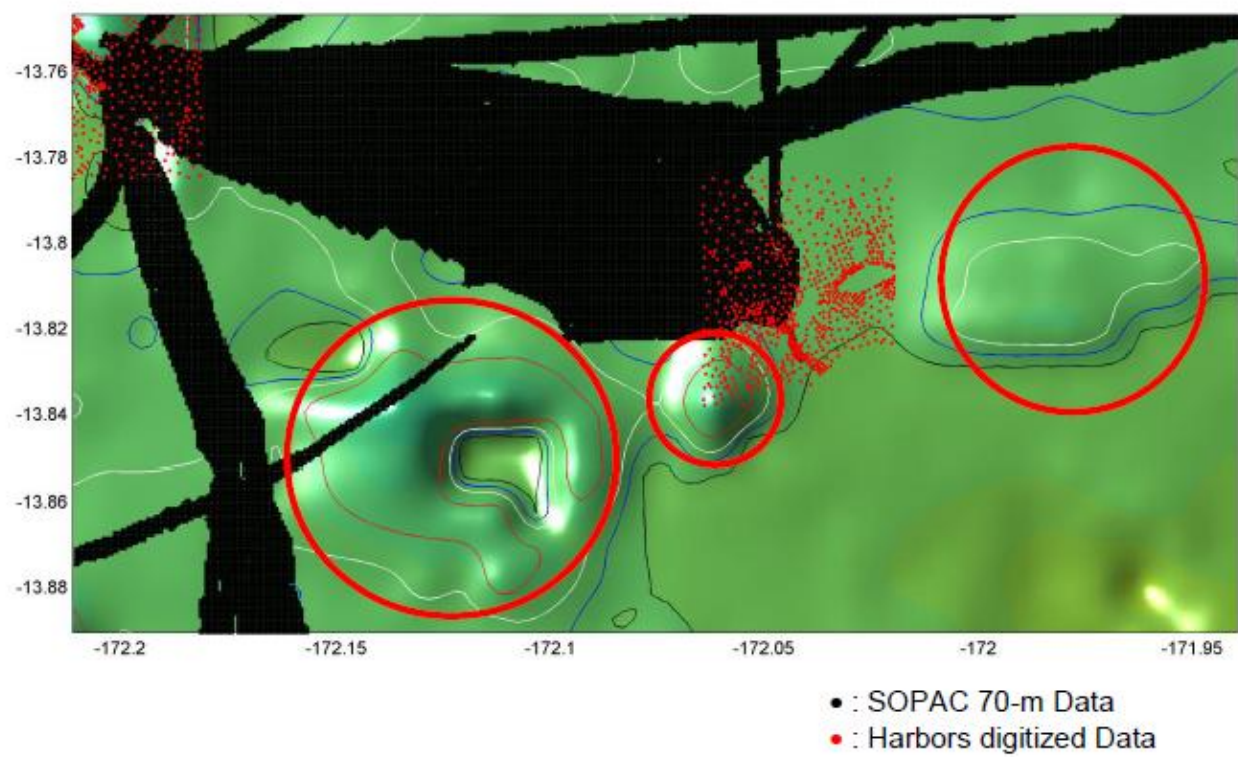 -13.76
-13.78
-13.8
-13.82
-13.84
-13.86
-13.88
-172.2 -172.15 -172.1 -172.05 -172 -171.95
● : SOPAC 70-m Data
● : Harbors digitized Data